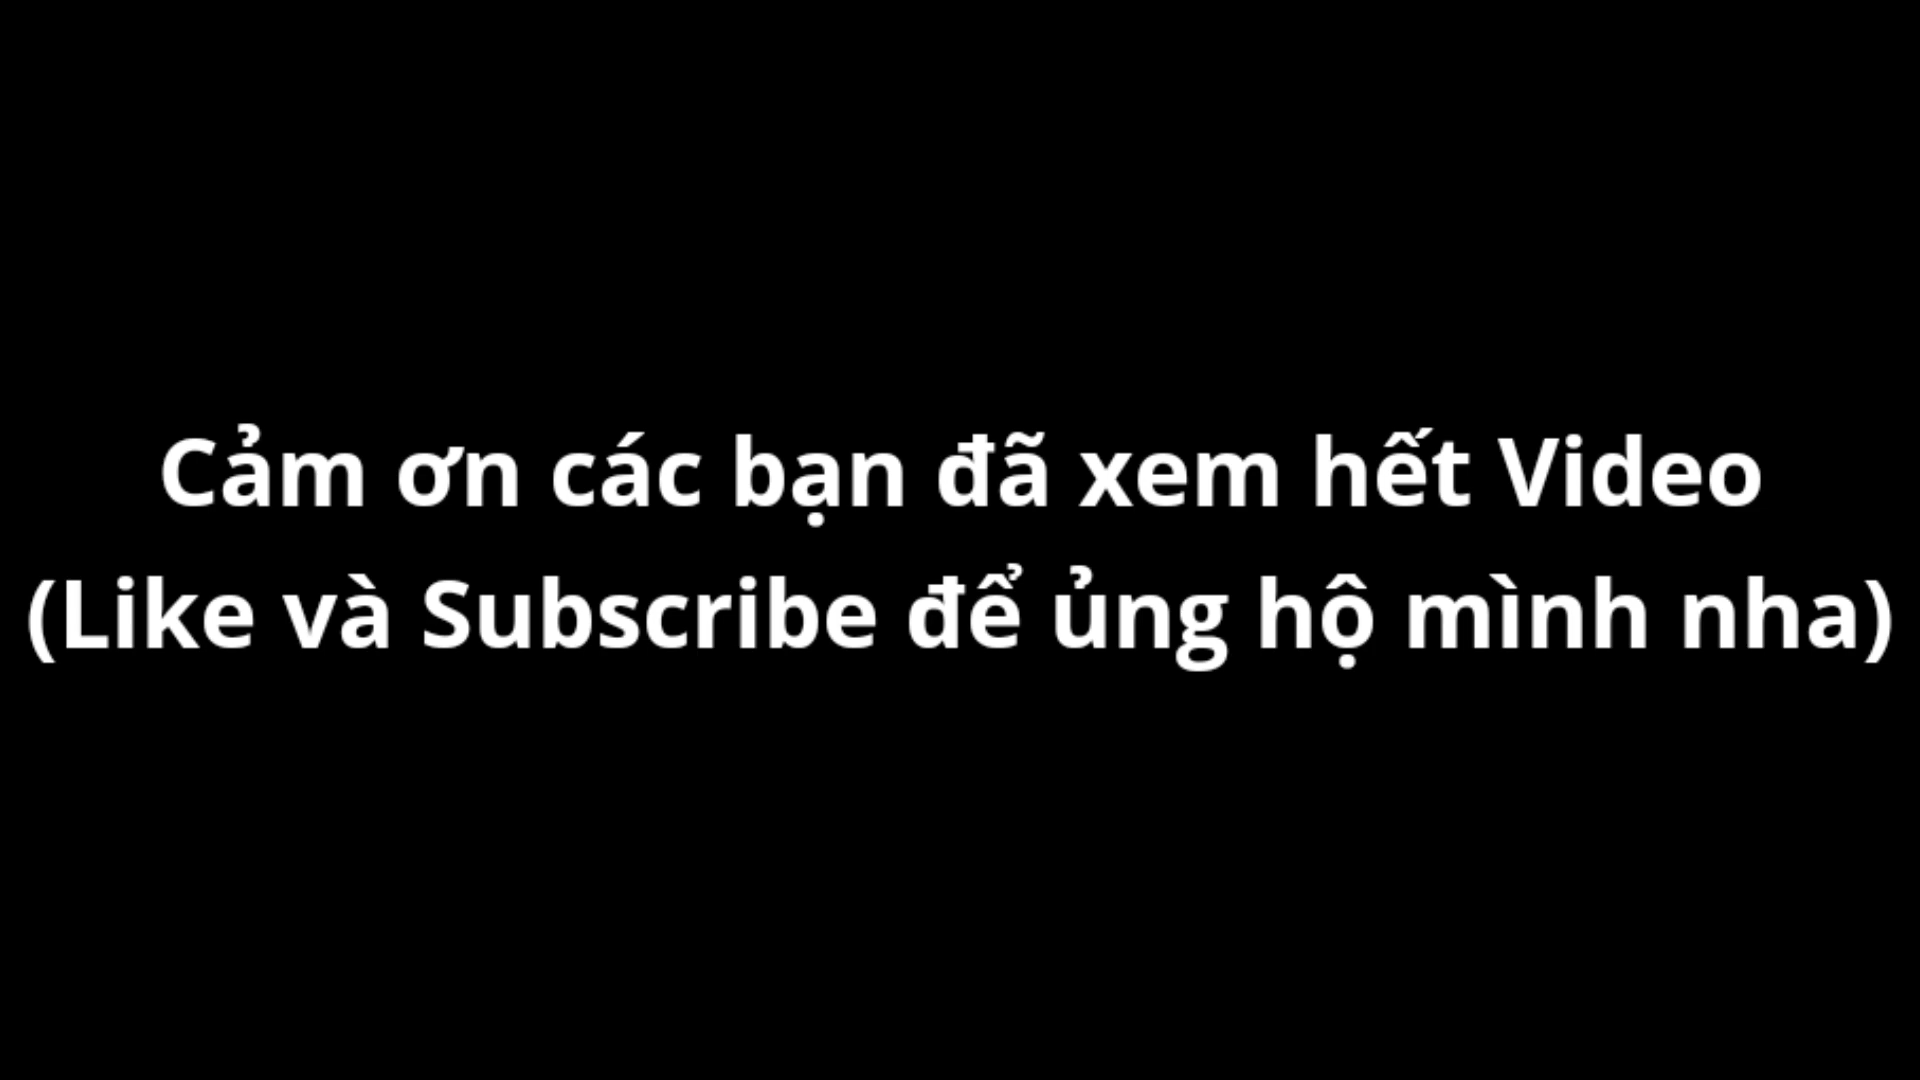 Cảm ơn các bạn đã xem hết Video
(Like và Subscribe để ủng hộ mình nha)